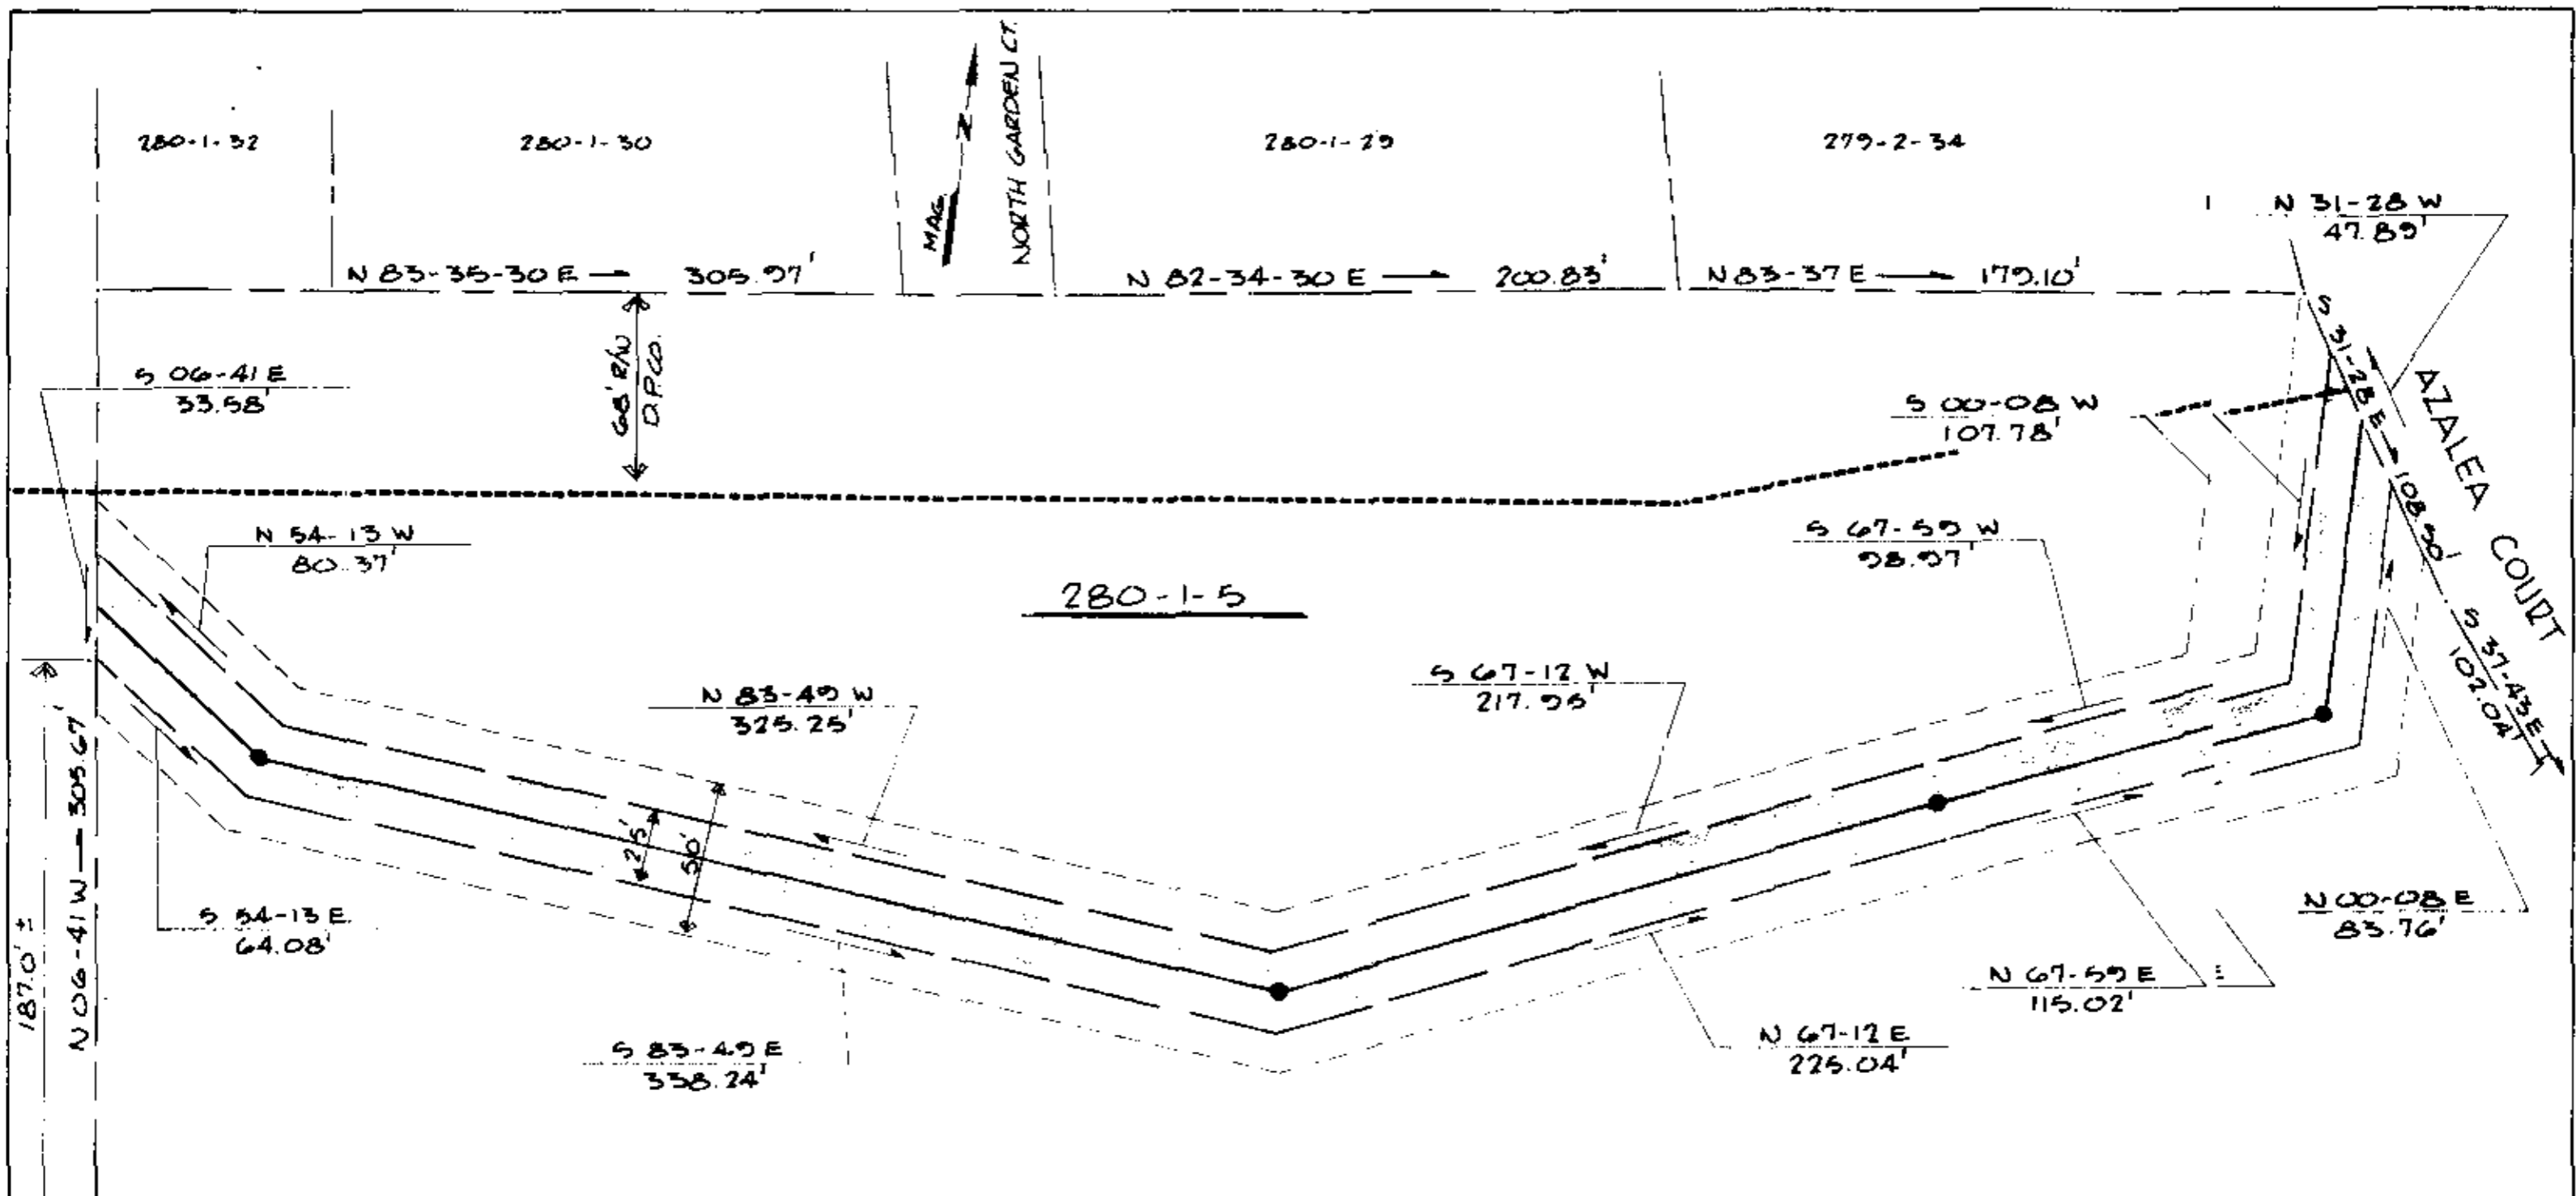 280-1-32
280-1-30
MAG.
N
NORTH GARDEN CT.
280-1-29
279-2-34
N 31-28 W
47.89'
N 83-35-30 E
305.97'
N 82-34-30 E
200.83'
N 83-37 E
179.10'
68' R/W
D.P.CO.
S 06-41 E
33.58'
S 31-28 E
108.50'
AZALEA COURT
S 00-08 W
107.78'
N 54-13 W
80.37'
S 67-59 W
98.97'
280-1-5
S 37-43 E
102.04'
S 67-12 W
217.95'
N 83-49 W
325.25'
187.0' ±
N 06-41 W 305.67
25'
50'
S 54-13 E.
64.08'
N 00-08 E
83.76'
N 67-59 E
115.02'
N 67-12 E
225.04'
S 83-49 E
338.24'